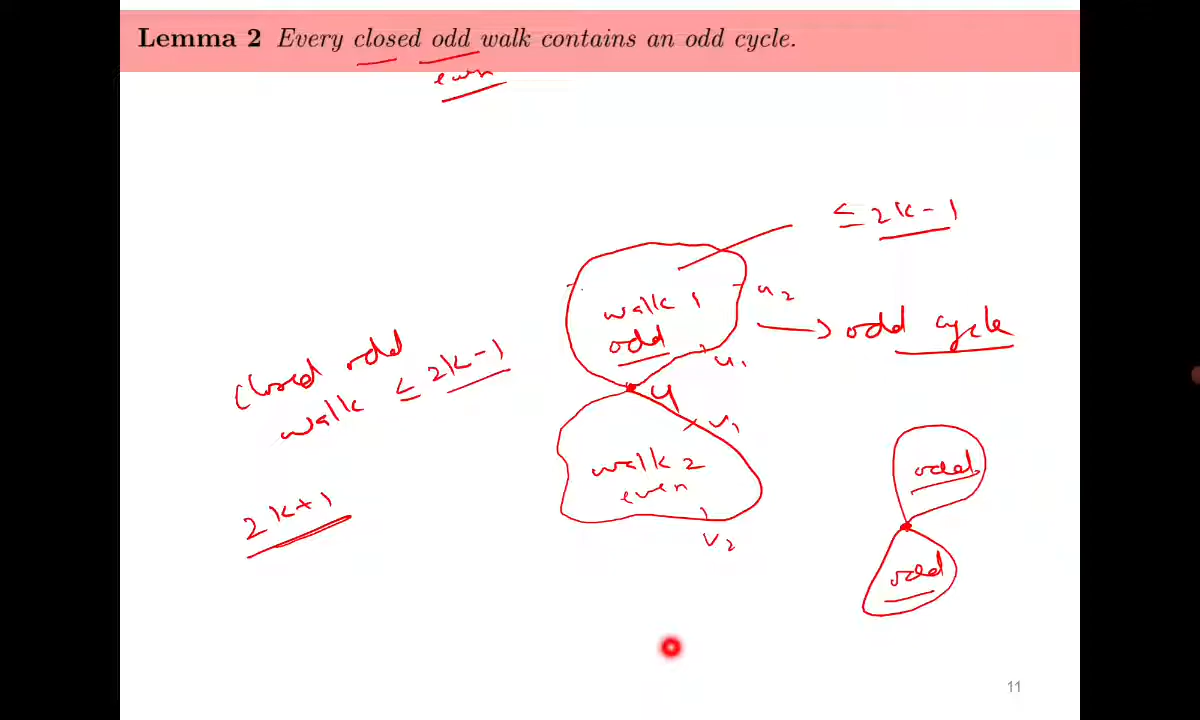 Lemma 2 Every closed odd walk contains an odd cycle.
even
≤ 2k-1
walk 1
odd
u2
→ odd cycle
u1
closed odd
walk ≤ 2k-1
y
v1
walk 2
even
v2
2k+1
odd
odd
11